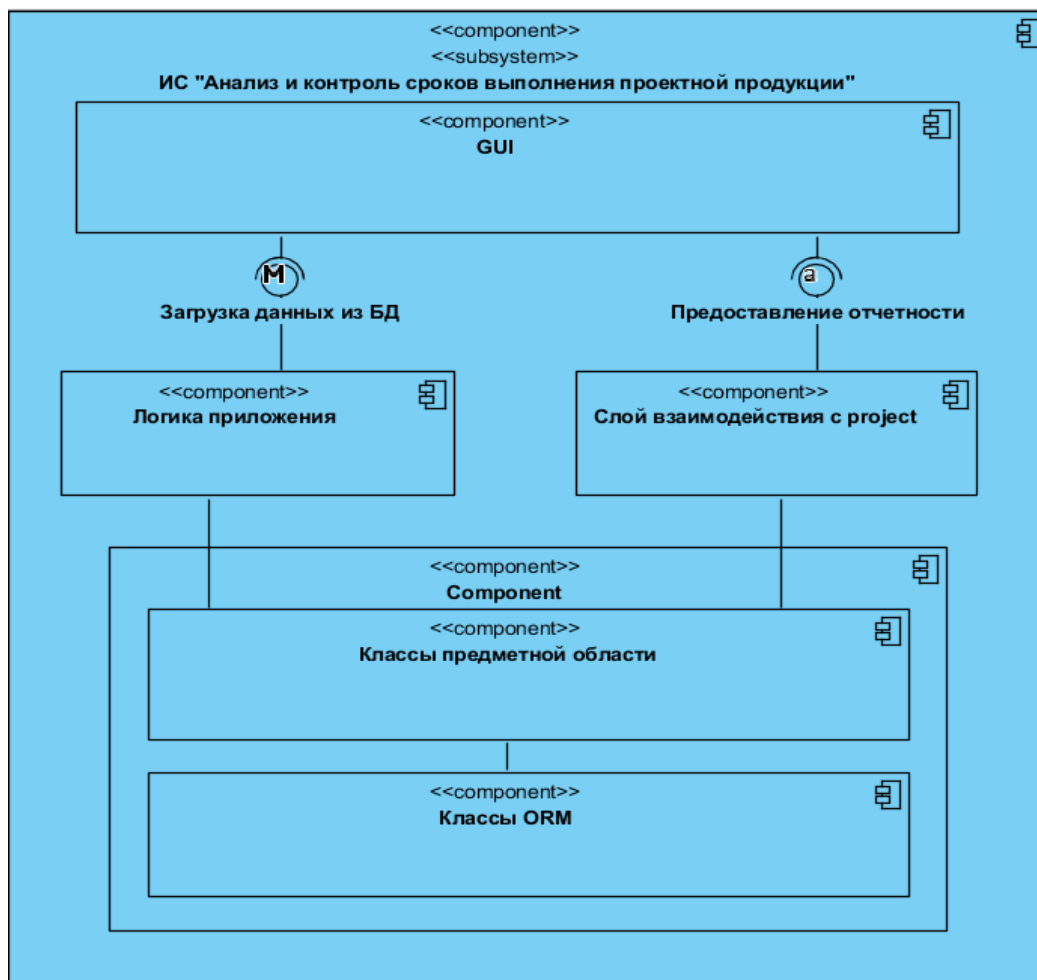 <<component>>
<<subsystem>>
ИС "Анализ и контроль сроков выполнения проектной продукции"
<<component>>
GUI
М
а
Загрузка данных из БД
Предоставление отчетности
<<component>>
Логика приложения
<<component>>
Слой взаимодействия с project
<<component>>
Component
<<component>>
Классы предметной области
<<component>>
Классы ORM